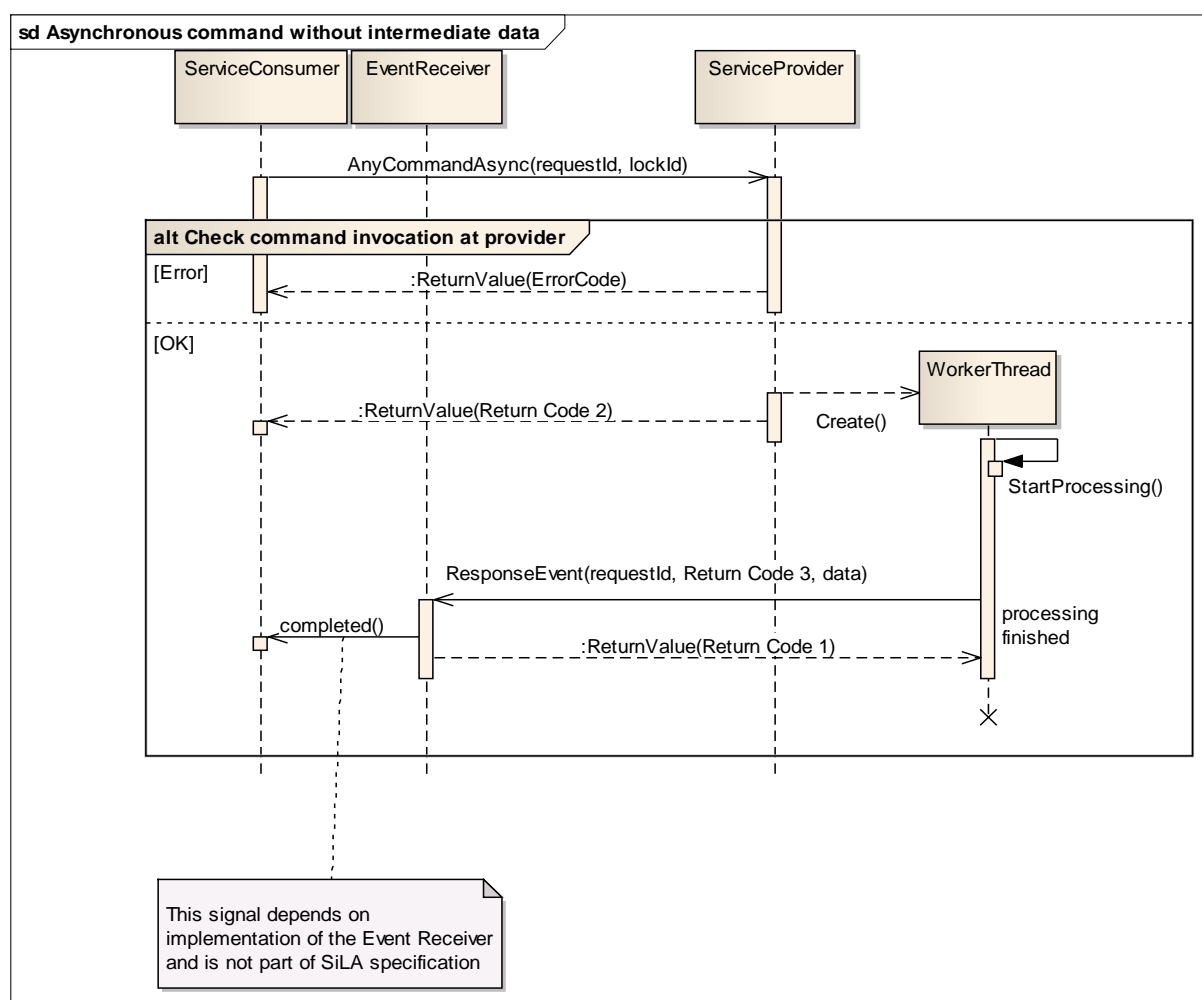 sd Asynchronous command without intermediate data
ServiceConsumer
EventReceiver
ServiceProvider
AnyCommandAsync(requestId, lockId)
alt Check command invocation at provider
[Error]
:ReturnValue(ErrorCode)
[OK]
WorkerThread
:ReturnValue(Return Code 2)
Create()
StartProcessing()
ResponseEvent(requestId, Return Code 3, data)
completed()
processing
finished
:ReturnValue(Return Code 1)
This signal depends on
implementation of the Event Receiver
and is not part of SiLA specification